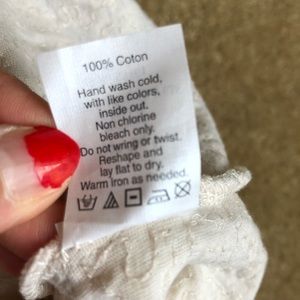 100% Coton
Hand wash cold,
with like colors,
inside out.
Non chlorine
bleach only.
Do not wring or twist.
Reshape and
lay flat to dry.
Warm Iron as needed.